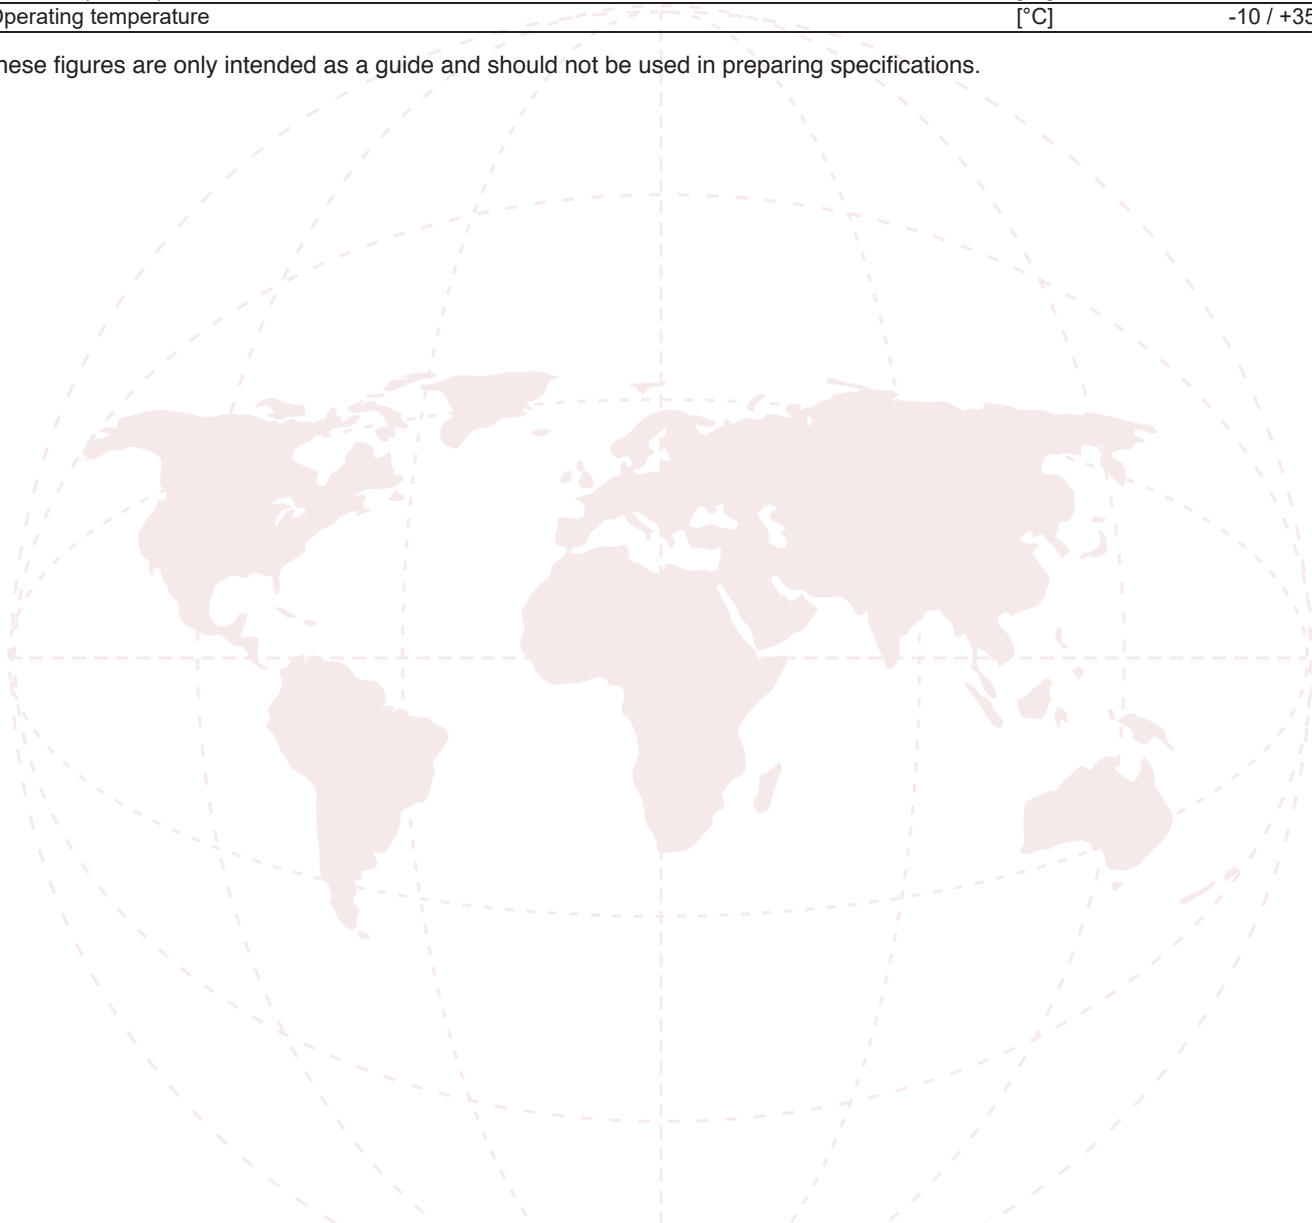 Operating temperature [°C] -10 / +35
hese figures are only intended as a guide and should not be used in preparing specifications.